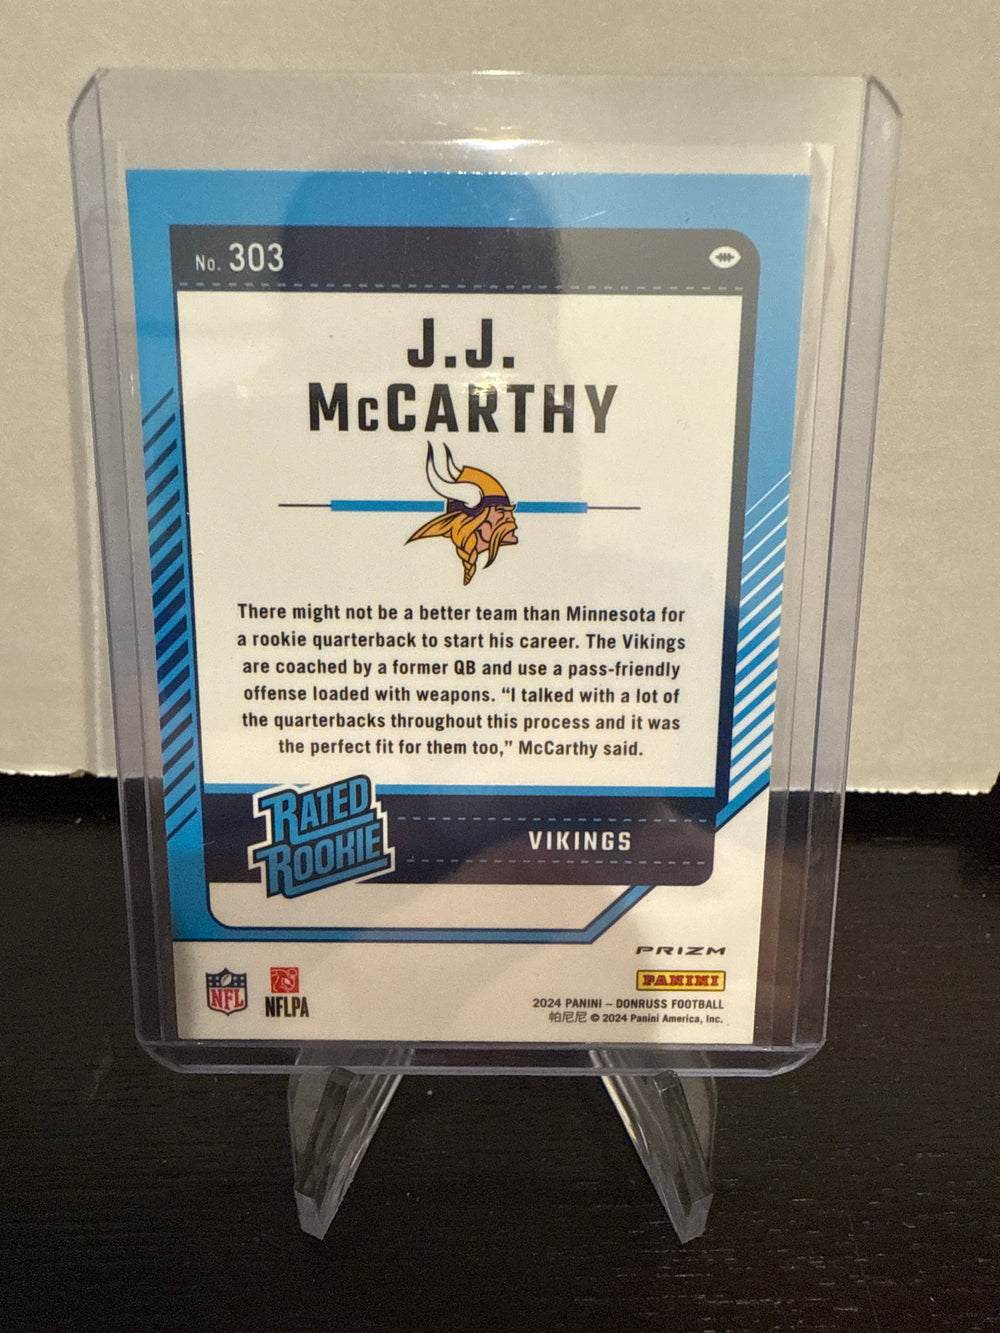 No. 303
J.J.
McCARTHY
There might not be a better team than Minnesota for
a rookie quarterback to start his career. The Vikings
are coached by a former QB and use a pass-friendly
offense loaded with weapons. “I talked with a lot of
the quarterbacks throughout this process and it was
the perfect fit for them too,” McCarthy said.
RATED
ROOKIE
VIKINGS
PRIZM
PANINI
NFL
NFLPA
2024 PANINI – DONRUSS FOOTBALL
帕尼尼 © 2024 Panini America, Inc.